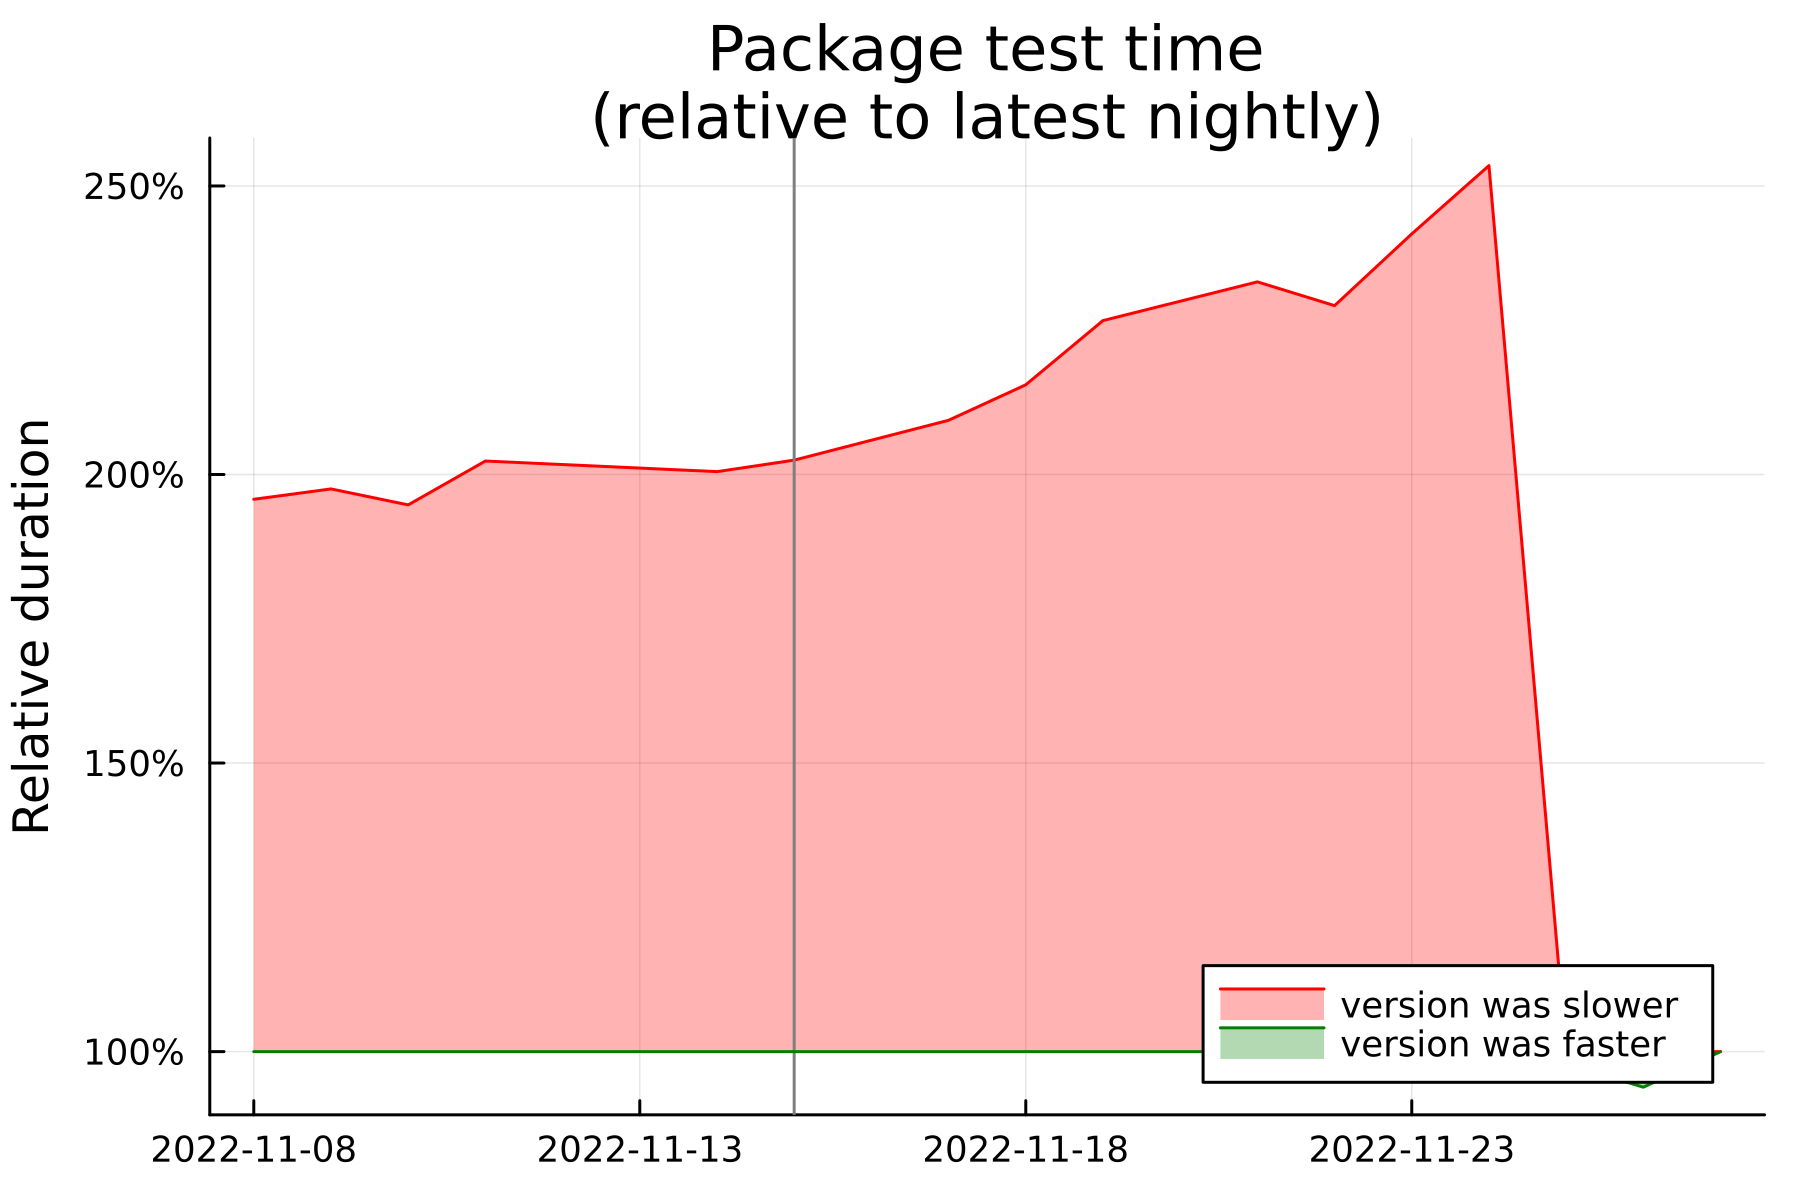 Package test time
(relative to latest nightly)
250%
200%
150%
100%
Relative duration
version was slower
version was faster
2022-11-08
2022-11-13
2022-11-18
2022-11-23